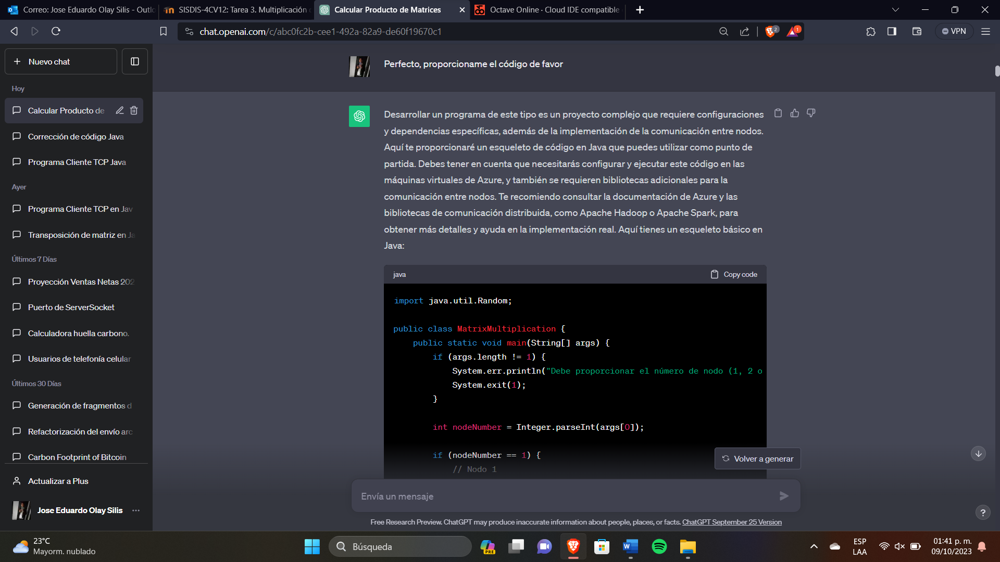 Correo: Jose Eduardo Olay Silis - Outlo
SISDIS-4CV12: Tarea 3. Multiplicación
Calcular Producto de Matrices
Octave Online · Cloud IDE compatible
chat.openai.com/c/abc0fc2b-cee1-492a-82a9-de60f19670c1
2
1
VPN
Nuevo chat
Hoy
Calcular Producto de
Corrección de código Java
Programa Cliente TCP Java
Ayer
Programa Cliente TCP en Jav
Transposición de matriz en Ja
Últimos 7 Días
Proyección Ventas Netas 202
Puerto de ServerSocket
Calculadora huella carbono.
Usuarios de telefonía celular
Últimos 30 Días
Generación de fragmentos d
Refactorización del envío arc
Carbon Footprint of Bitcoin
Actualizar a Plus
Jose Eduardo Olay Silis
Perfecto, proporcioname el código de favor
Desarrollar un programa de este tipo es un proyecto complejo que requiere configuraciones
y dependencias específicas, además de la implementación de la comunicación entre nodos.
Aquí te proporcionaré un esqueleto de código en Java que puedes utilizar como punto de
partida. Debes tener en cuenta que necesitarás configurar y ejecutar este código en las
máquinas virtuales de Azure, y también se requieren bibliotecas adicionales para la
comunicación entre nodos. Te recomiendo consultar la documentación de Azure y las
bibliotecas de comunicación distribuida, como Apache Hadoop o Apache Spark, para
obtener más detalles y ayuda en la implementación real. Aquí tienes un esqueleto básico en
Java:
java
Copy code
import java.util.Random;
public class MatrixMultiplication {
public static void main(String[] args) {
if (args.length != 1) {
System.err.println("Debe proporcionar el número de nodo (1, 2 o
System.exit(1);
}
int nodeNumber = Integer.parseInt(args[0]);
if (nodeNumber == 1) {
// Nodo 1
Volver a generar
Envía un mensaje
Free Research Preview. ChatGPT may produce inaccurate information about people, places, or facts. ChatGPT September 25 Version
?
23°C
Mayorm. nublado
Búsqueda
PRE
ESP
LAA
01:41 p. m.
09/10/2023